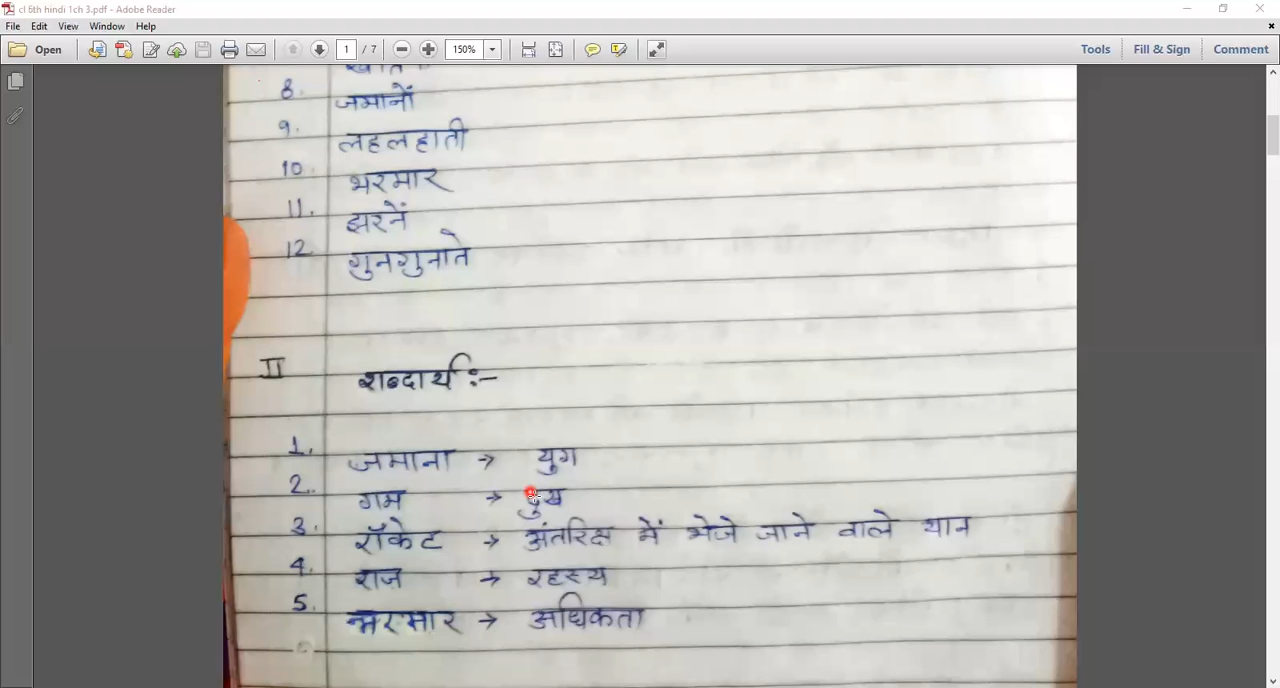 cl 5th hindi 1ch 3.pdf - Adobe Reader
File Edit View Window Help
Open 1 / 7 150% Tools Fill & Sign Comment
8. जमानों
9. लहलहाती
10. भरमार
11. झरनें
12. गुनगुनाते
II शब्दार्थ :-
1. जमाना → युग
2. गम → दुख
3. रॉकेट → अंतरिक्ष में भेजे जाने वाले यान
4. राज → रहस्य
5. भरमार → अधिकता